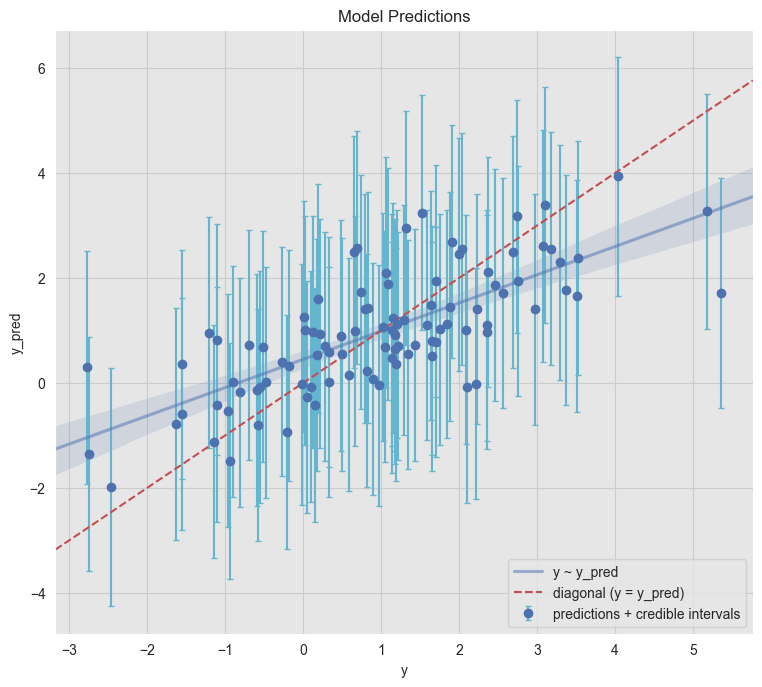 Model Predictions
6
4
2
0
−2
−4
y_pred
−3
−2
−1
0
1
2
3
4
5
y
y ~ y_pred
diagonal (y = y_pred)
predictions + credible intervals